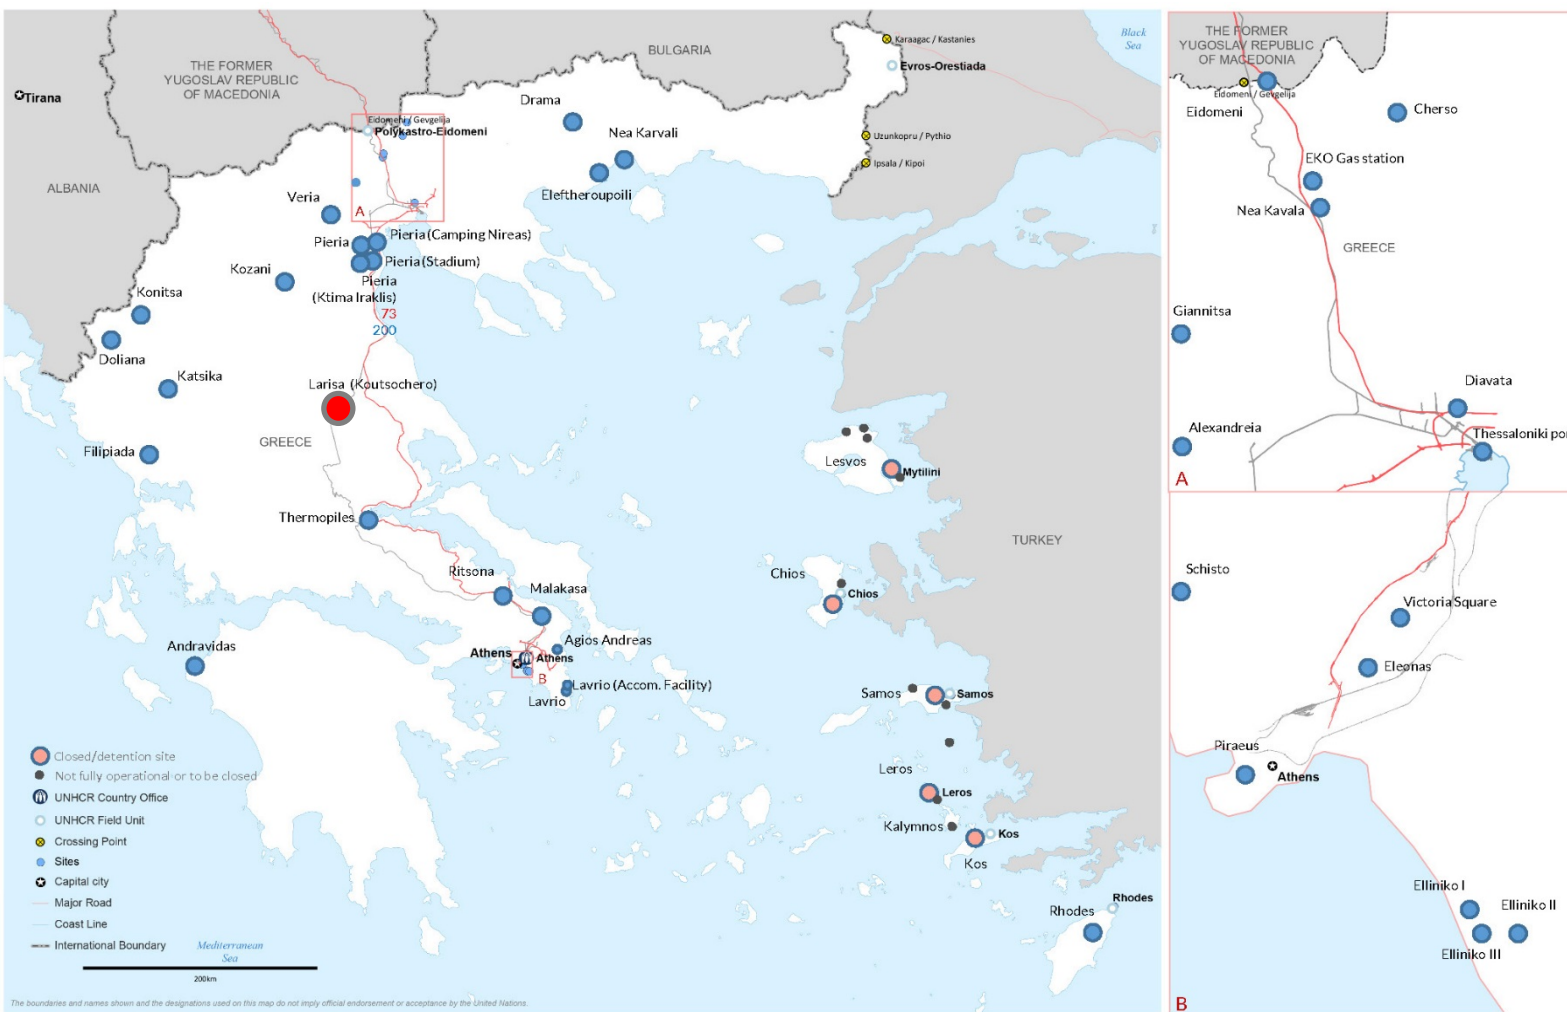 Black
Sea
Karaagac / Kastanies
BULGARIA
THE FORMER
YUGOSLAV REPUBLIC
OF MACEDONIA
Evros-Orestiada
Tirana
Drama
Eidomeni / Gevgelija
Polykastro-Eidomeni
Nea Karvali
Uzunkopru / Pythio
Ipsala / Kipoi
ALBANIA
Eleftheroupoili
Veria
A
Pieria
Pieria (Camping Nireas)
Pieria (Stadium)
Kozani
Pieria
(Ktima Iraklis)
Konitsa
73
200
Doliana
Katsika
Larisa (Koutsochero)
GREECE
Filipiada
Lesvos
Mytilini
Thermopiles
TURKEY
Ritsona
Malakasa
Chios
Chios
Andravidas
Agios Andreas
Athens
Athens
B
Lavrio (Accom. Facility)
Lavrio
Samos
Samos
Leros
Leros
Kalymnos
Kos
Kos
Rhodes
Rhodes
Closed/detention site
Not fully operational or to be closed
UNHCR Country Office
UNHCR Field Unit
Crossing Point
Sites
Capital city
Major Road
Coast Line
International Boundary
Mediterranean
Sea
200km
The boundaries and names shown and the designations used on this map do not imply official endorsement or acceptance by the United Nations.
THE FORMER
YUGOSLAV REPUBLIC
OF MACEDONIA
Eidomeni / Gevgelija
Eidomeni
Cherso
EKO Gas station
Nea Kavala
GREECE
Giannitsa
Diavata
Alexandreia
Thessaloniki por
A
Schisto
Victoria Square
Eleonas
Piraeus
Athens
Elliniko I
Elliniko II
Elliniko III
B